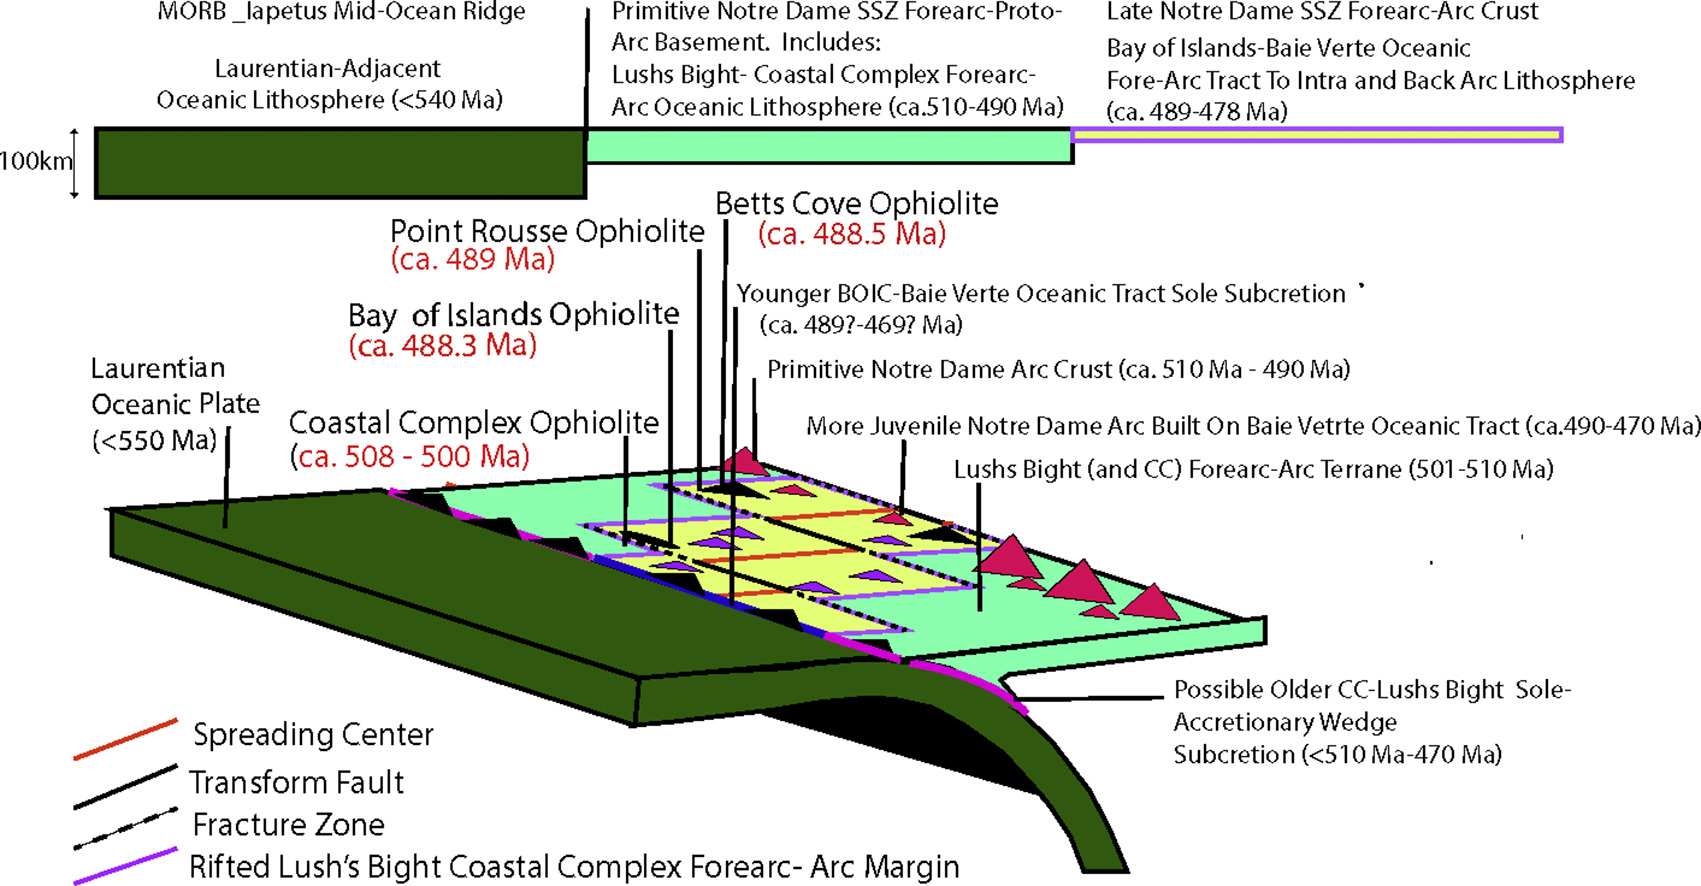 MORB _Iapetus Mid-Ocean Ridge
Laurentian-Adjacent
Oceanic Lithosphere (<540 Ma)
Primitive Notre Dame SSZ Forearc-Proto-
Arc Basement. Includes:
Lushs Bight- Coastal Complex Forearc-
Arc Oceanic Lithosphere (ca.510-490 Ma)
Late Notre Dame SSZ Forearc-Arc Crust
Bay of Islands-Baie Verte Oceanic
Fore-Arc Tract To Intra and Back Arc Lithosphere
(ca. 489-478 Ma)
100km
Betts Cove Ophiolite
(ca. 488.5 Ma)
Point Rousse Ophiolite
(ca. 489 Ma)
Younger BOIC-Baie Verte Oceanic Tract Sole Subcretion
(ca. 489?-469? Ma)
Bay of Islands Ophiolite
(ca. 488.3 Ma)
Primitive Notre Dame Arc Crust (ca. 510 Ma - 490 Ma)
Laurentian
Oceanic Plate
(<550 Ma)
Coastal Complex Ophiolite
(ca. 508 - 500 Ma)
More Juvenile Notre Dame Arc Built On Baie Vetrte Oceanic Tract (ca.490-470 Ma)
Lushs Bight (and CC) Forearc-Arc Terrane (501-510 Ma)
Possible Older CC-Lushs Bight Sole-
Accretionary Wedge
Subcretion (<510 Ma-470 Ma)
Spreading Center
Transform Fault
Fracture Zone
Rifted Lush's Bight Coastal Complex Forearc- Arc Margin